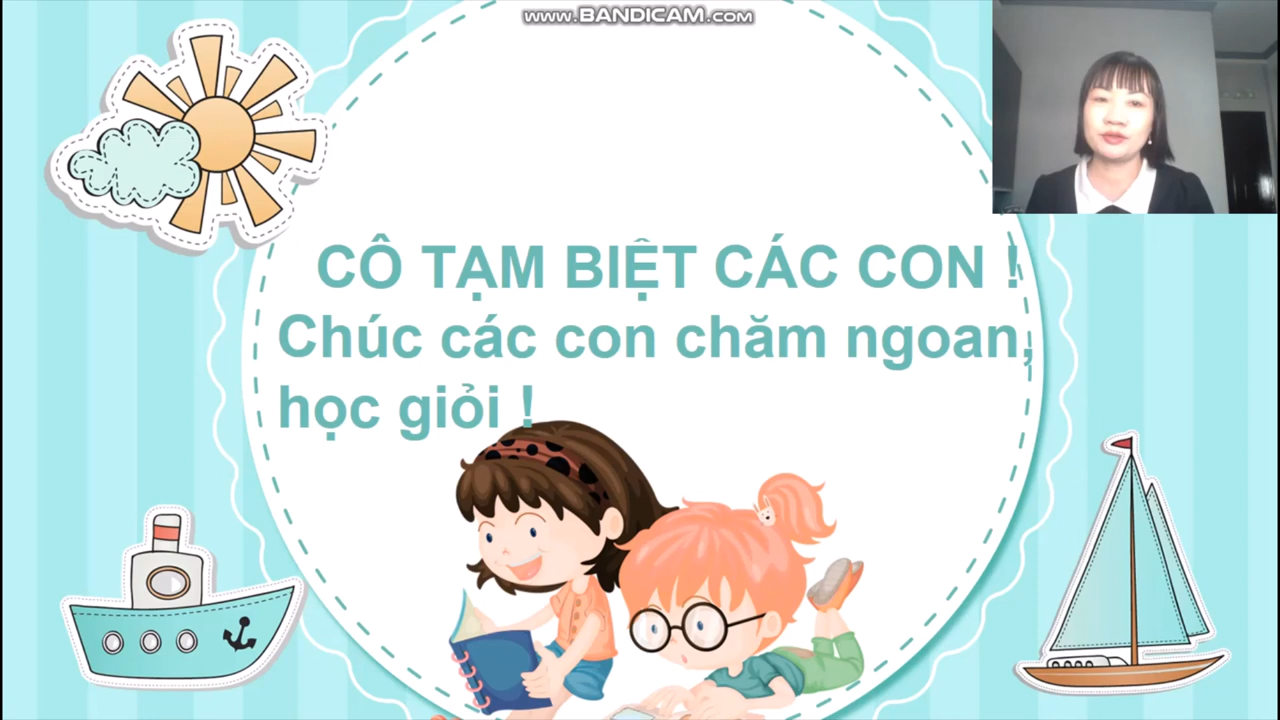 www.BANDICAM.com
CÔ TẠM BIỆT CÁC CON !
Chúc các con chăm ngoan,
học giỏi !